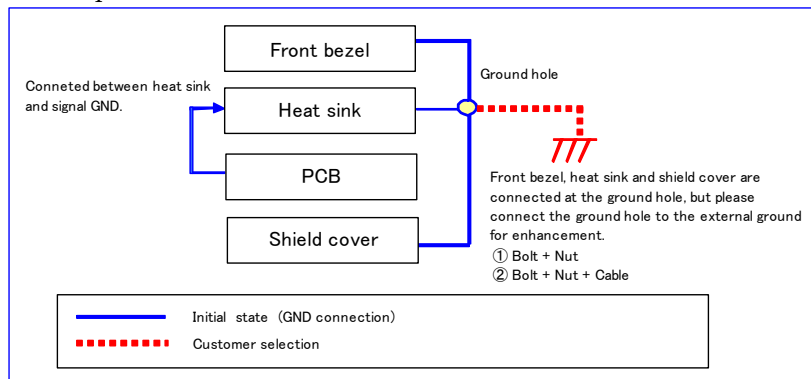 Front bezel
Ground hole
Conneted between heat sink
and signal GND.
Heat sink
PCB
Front bezel, heat sink and shield cover are
connected at the ground hole, but please
connect the ground hole to the external ground
for enhancement.
① Bolt + Nut
② Bolt + Nut + Cable
Shield cover
Initial state (GND connection)
Customer selection